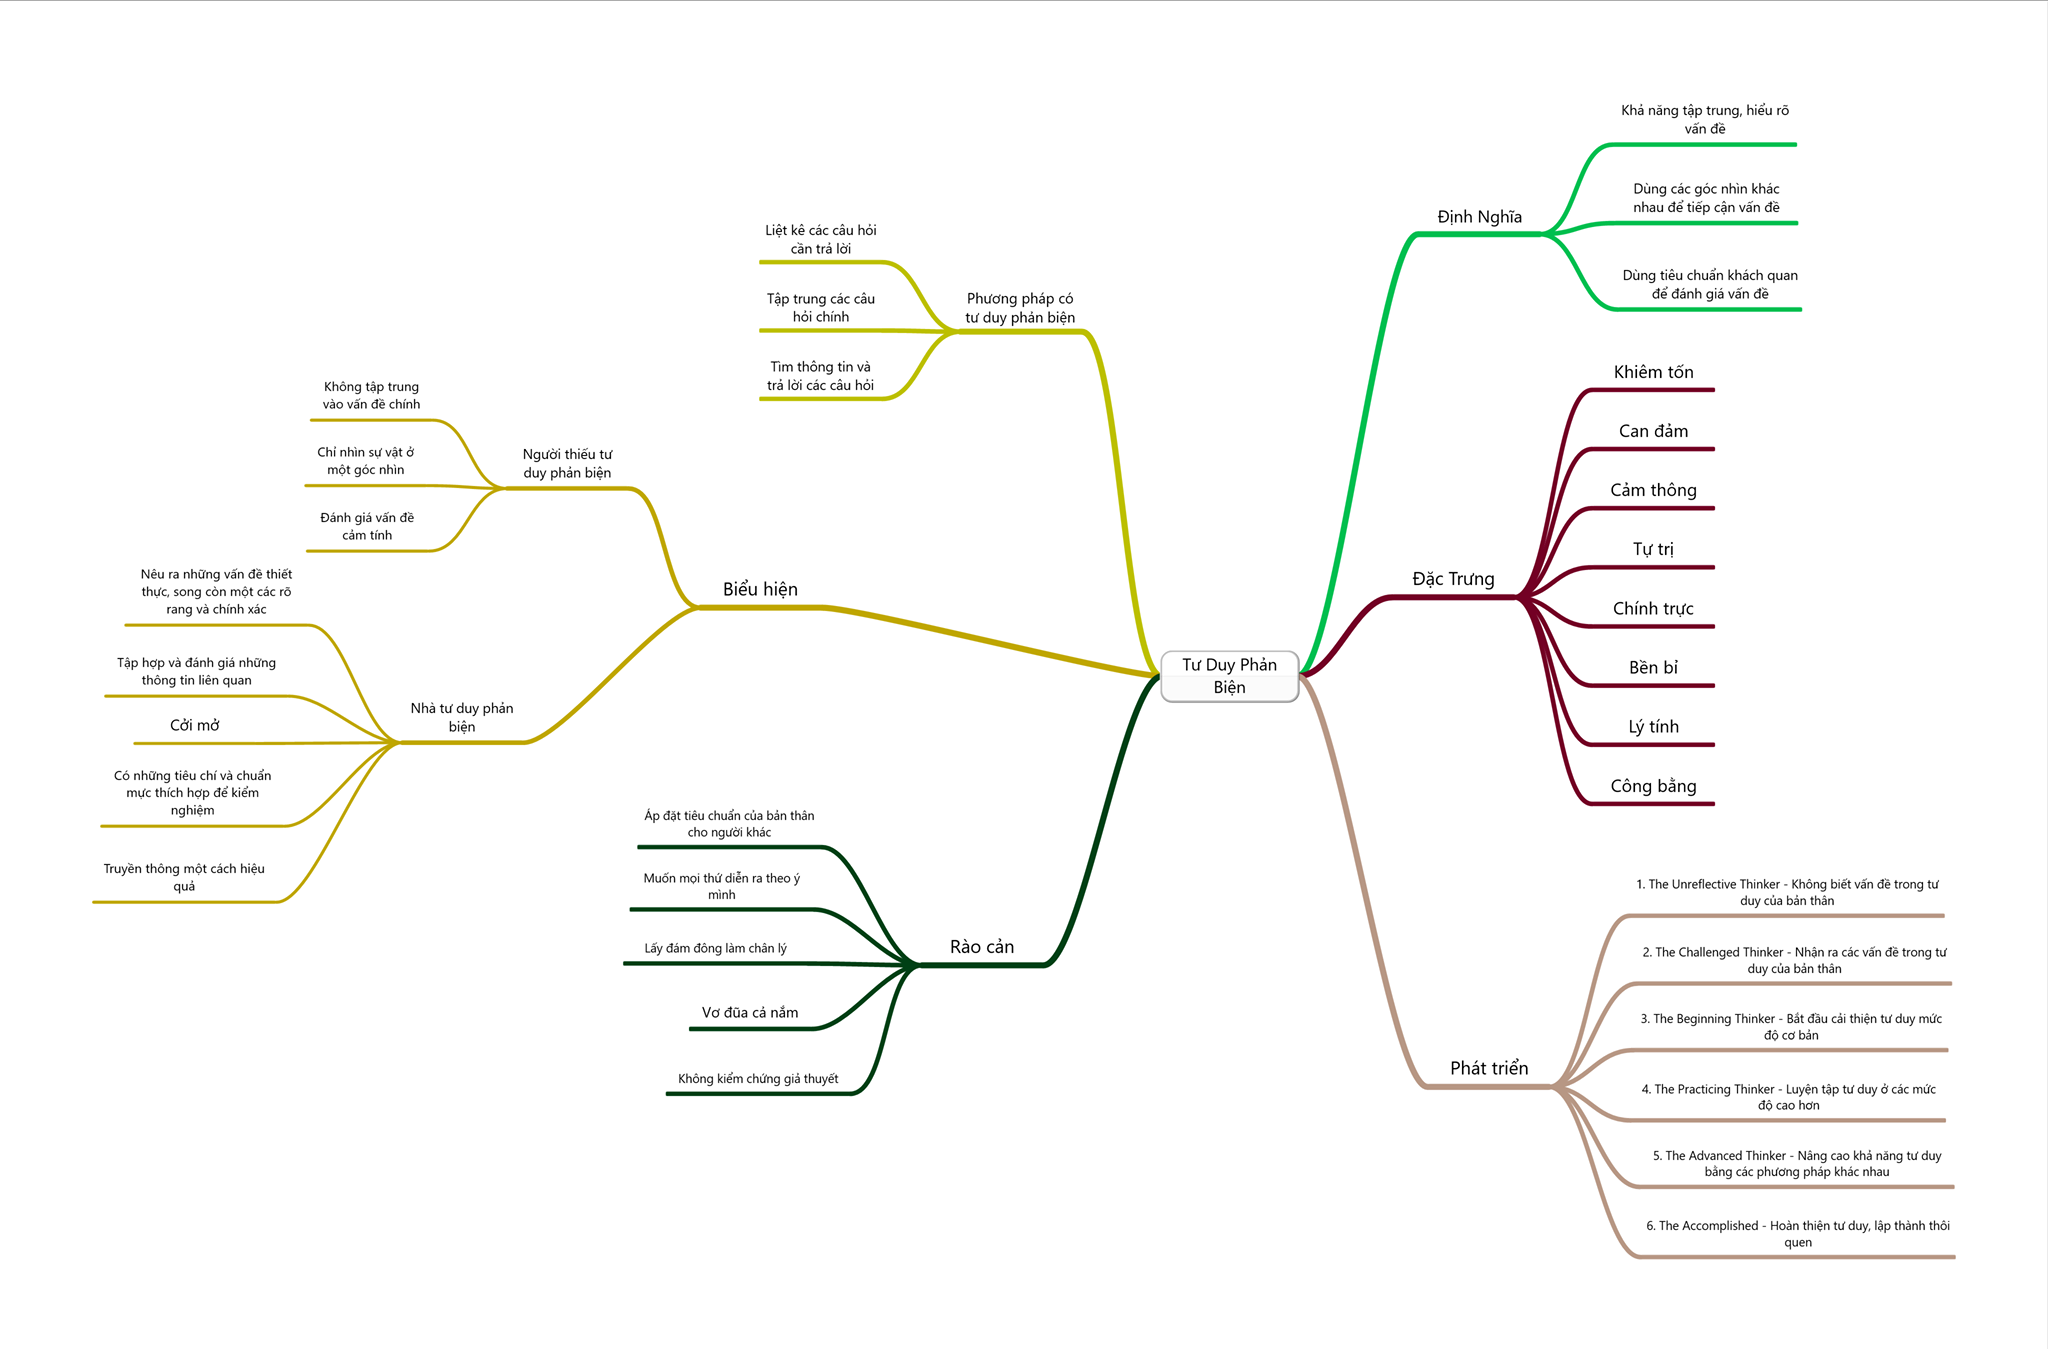 Tư Duy Phản
Biện
Định Nghĩa
Khả năng tập trung, hiểu rõ
vấn đề
Dùng các góc nhìn khác
nhau để tiếp cận vấn đề
Dùng tiêu chuẩn khách quan
để đánh giá vấn đề
Đặc Trưng
Khiêm tốn
Can đảm
Cảm thông
Tự trị
Chính trực
Bền bỉ
Lý tính
Công bằng
Phát triển
1. The Unreflective Thinker - Không biết vấn đề trong tư
duy của bản thân
2. The Challenged Thinker - Nhận ra các vấn đề trong tư
duy của bản thân
3. The Beginning Thinker - Bắt đầu cải thiện tư duy mức
độ cơ bản
4. The Practicing Thinker - Luyện tập tư duy ở các mức
độ cao hơn
5. The Advanced Thinker - Nâng cao khả năng tư duy
bằng các phương pháp khác nhau
6. The Accomplished - Hoàn thiện tư duy, lập thành thôi
quen
Phương pháp có
tư duy phản biện
Liệt kê các câu hỏi
cần trả lời
Tập trung các câu
hỏi chính
Tìm thông tin và
trả lời các câu hỏi
Biểu hiện
Người thiếu tư
duy phản biện
Không tập trung
vào vấn đề chính
Chỉ nhìn sự vật ở
một góc nhìn
Đánh giá vấn đề
cảm tính
Nhà tư duy phản
biện
Nêu ra những vấn đề thiết
thực, song còn một các rõ
rang và chính xác
Tập hợp và đánh giá những
thông tin liên quan
Cởi mở
Có những tiêu chí và chuẩn
mực thích hợp để kiểm
nghiệm
Truyền thông một cách hiệu
quả
Rào cản
Áp đặt tiêu chuẩn của bản thân
cho người khác
Muốn mọi thứ diễn ra theo ý
mình
Lấy đám đông làm chân lý
Vơ đũa cả nắm
Không kiểm chứng giả thuyết